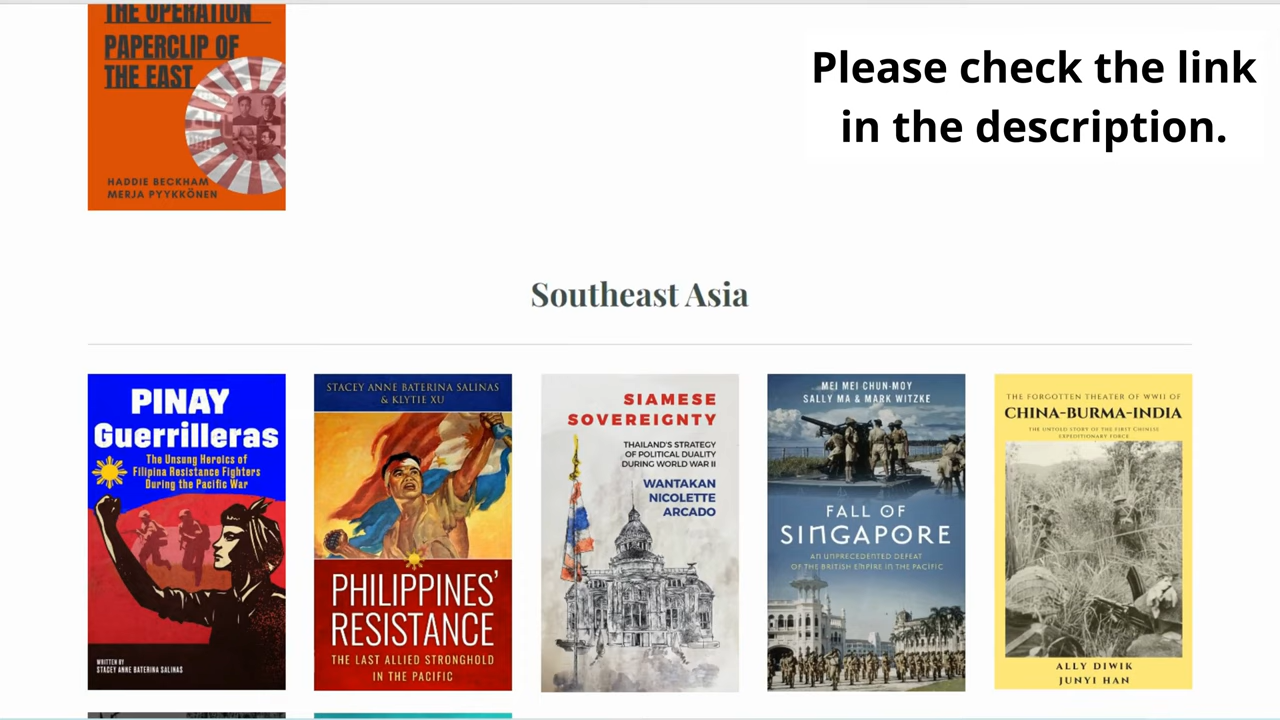 THE OPERATION
PAPERCLIP OF
THE EAST
HADDIE BECKHAM
MERJA PYYKKÖNEN
Please check the link
in the description.
Southeast Asia
PINAY
Guerrilleras
The Unsung Heroics of
Filipina Resistance Fighters
During the Pacific War
WRITTEN BY
STACEY ANNE BATERINA SALINAS
STACEY ANNE BATERINA SALINAS
& KLYTIE XU
PHILIPPINES'
RESISTANCE
THE LAST ALLIED STRONGHOLD
IN THE PACIFIC
SIAMESE
SOVEREIGNTY
THAILAND'S STRATEGY
OF POLITICAL DUALITY
DURING WORLD WAR II
WANTAKAN
NICOLETTE
ARCADO
MEI MEI CHUN-MOY
SALLY MA & MARK WITZKE
FALL OF
SINGAPORE
AN UNPRECEDENTED DEFEAT
OF THE BRITISH EMPIRE IN THE PACIFIC
THE FORGOTTEN THEATER OF WWII OF
CHINA-BURMA-INDIA
THE UNTOLD STORY OF THE FIRST CHINESE
EXPEDITIONARY FORCE
ALLY DIWIK
JUNYI HAN